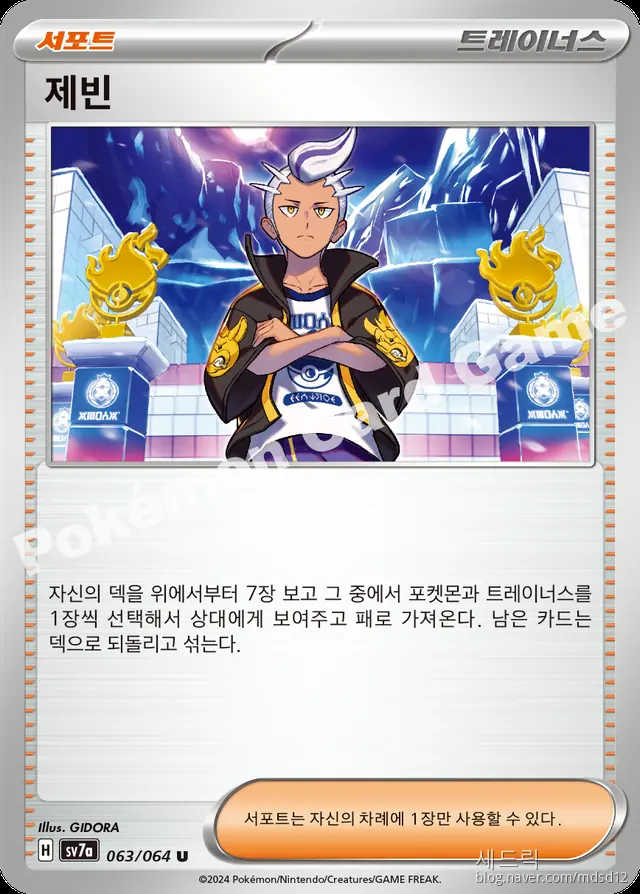 서포트
트레이너스
제빈
Pokémon Card Game
자신의 덱을 위에서부터 7장 보고 그 중에서 포켓몬과 트레이너스를
1장씩 선택해서 상대에게 보여주고 패로 가져온다. 남은 카드는
덱으로 되돌리고 섞는다.
서포트는 자신의 차례에 1장만 사용할 수 있다.
Illus. GIDORA
H sv7a 063/064 U
©2024 Pokémon/Nintendo/Creatures/GAME FREAK.
세드릭
blog.naver.com/mdsd12